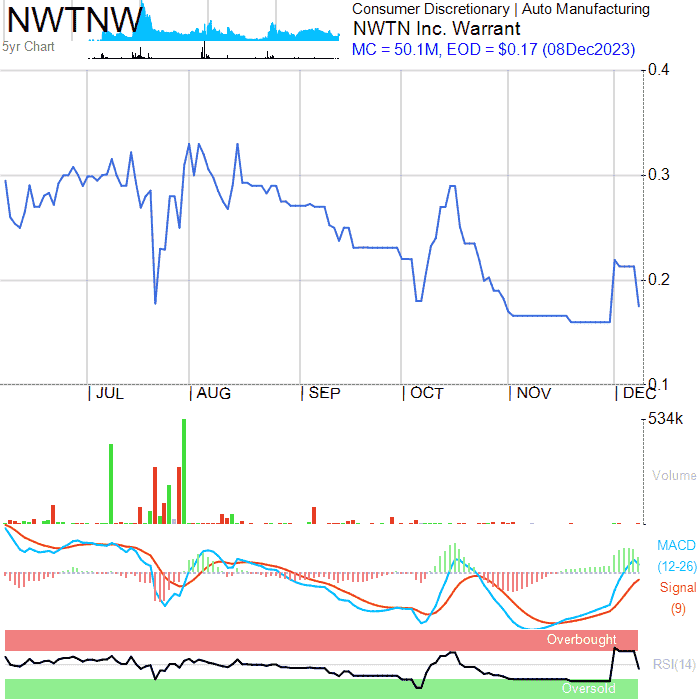 NWTNW
5yr Chart
Consumer Discretionary | Auto Manufacturing
NWTN Inc. Warrant
MC = 50.1M, EOD = $0.17 (08Dec2023)
0.4
0.3
0.2
0.1
JUL AUG SEP OCT NOV DEC
534k
Volume
MACD
(12-26)
Signal
(9)
Overbought
RSI(14)
Oversold